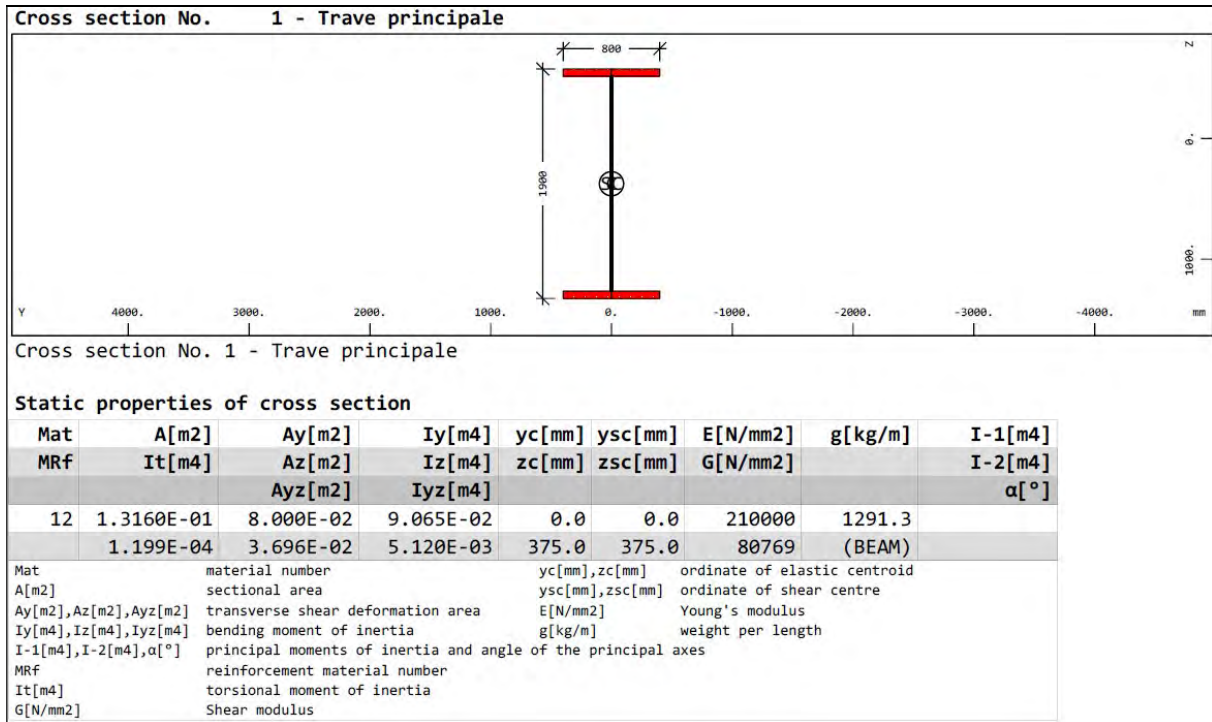 Cross section No. 1 - Trave principale
800
Z
0.
1900
SC
1000.
Y 4000. 3000. 2000. 1000. 0. -1000. -2000. -3000. -4000. mm
Cross section No. 1 - Trave principale
Static properties of cross section
Mat A[m2] Ay[m2] Iy[m4] yc[mm] ysc[mm] E[N/mm2] g[kg/m] I-1[m4]
MRf It[m4] Az[m2] Iz[m4] zc[mm] zsc[mm] G[N/mm2] I-2[m4]
Ayz[m2] Iyz[m4] α[°]
12 1.3160E-01 8.000E-02 9.065E-02 0.0 0.0 210000 1291.3
1.199E-04 3.696E-02 5.120E-03 375.0 375.0 80769 (BEAM)
Mat material number yc[mm],zc[mm] ordinate of elastic centroid
A[m2] sectional area ysc[mm],zsc[mm] ordinate of shear centre
Ay[m2],Az[m2],Ayz[m2] transverse shear deformation area E[N/mm2] Young's modulus
Iy[m4],Iz[m4],Iyz[m4] bending moment of inertia g[kg/m] weight per length
I-1[m4],I-2[m4],α[°] principal moments of inertia and angle of the principal axes
MRf reinforcement material number
It[m4] torsional moment of inertia
G[N/mm2] Shear modulus